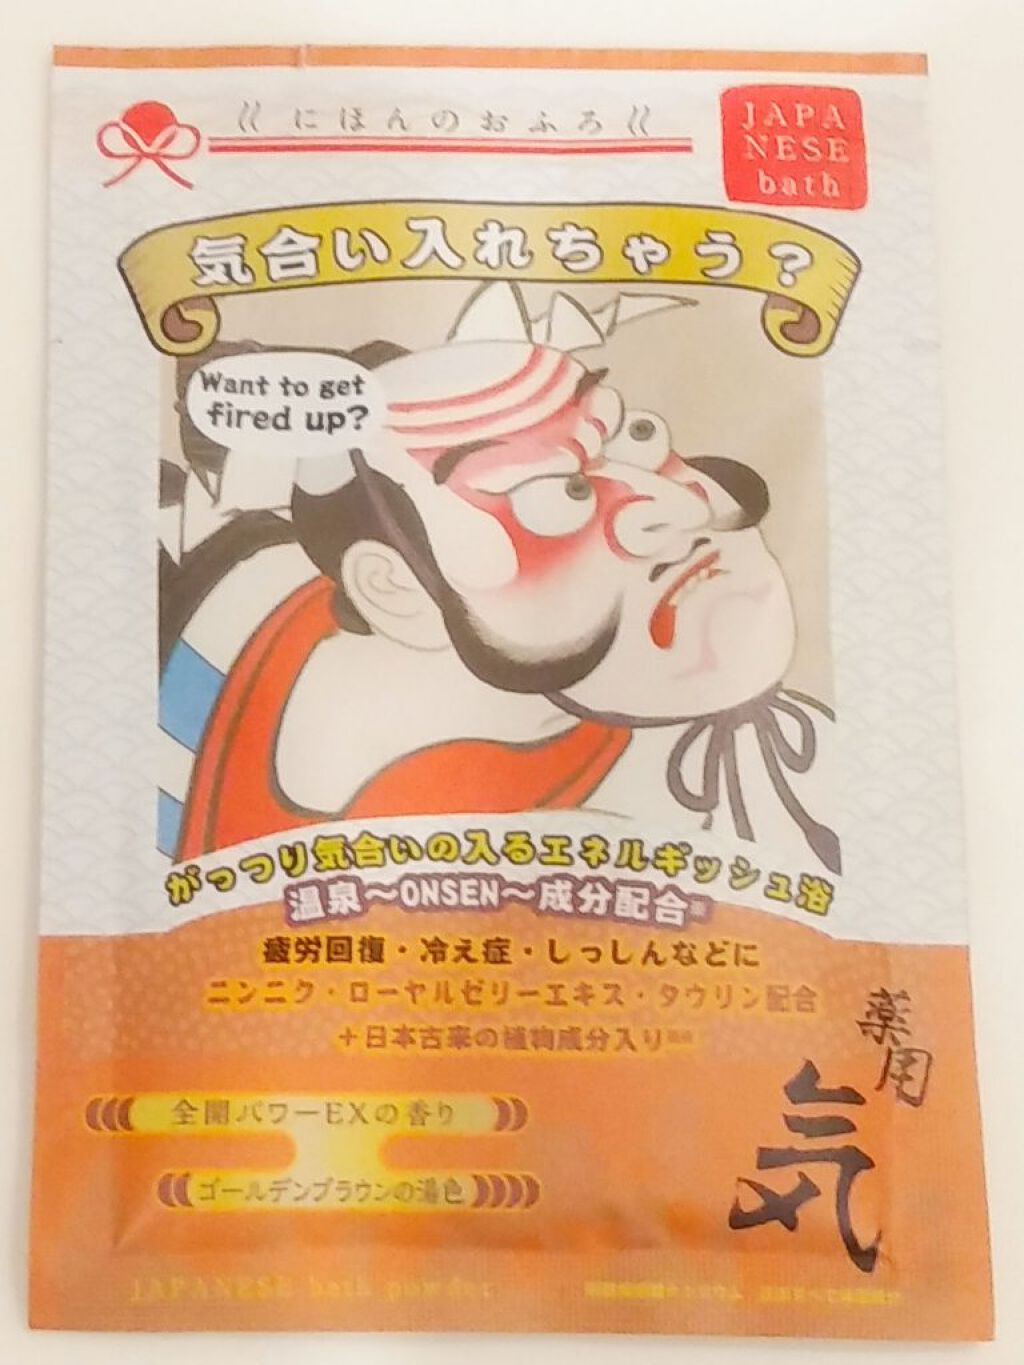 にほんのおふろ
JAPA
NESE
bath
気合い入れちゃう?
Want to get
fired up?
がっつり気合いの入るエネルギッシュ浴
温泉〜ONSEN〜成分配合※
疲労回復・冷え症・しっしんなどに
ニンニク・ローヤルゼリーエキス・タウリン配合
+日本古来の植物成分入り※※
薬用
気
全開パワーEXの香り
ゴールデンブラウンの湯色
JAPANESE bath powder